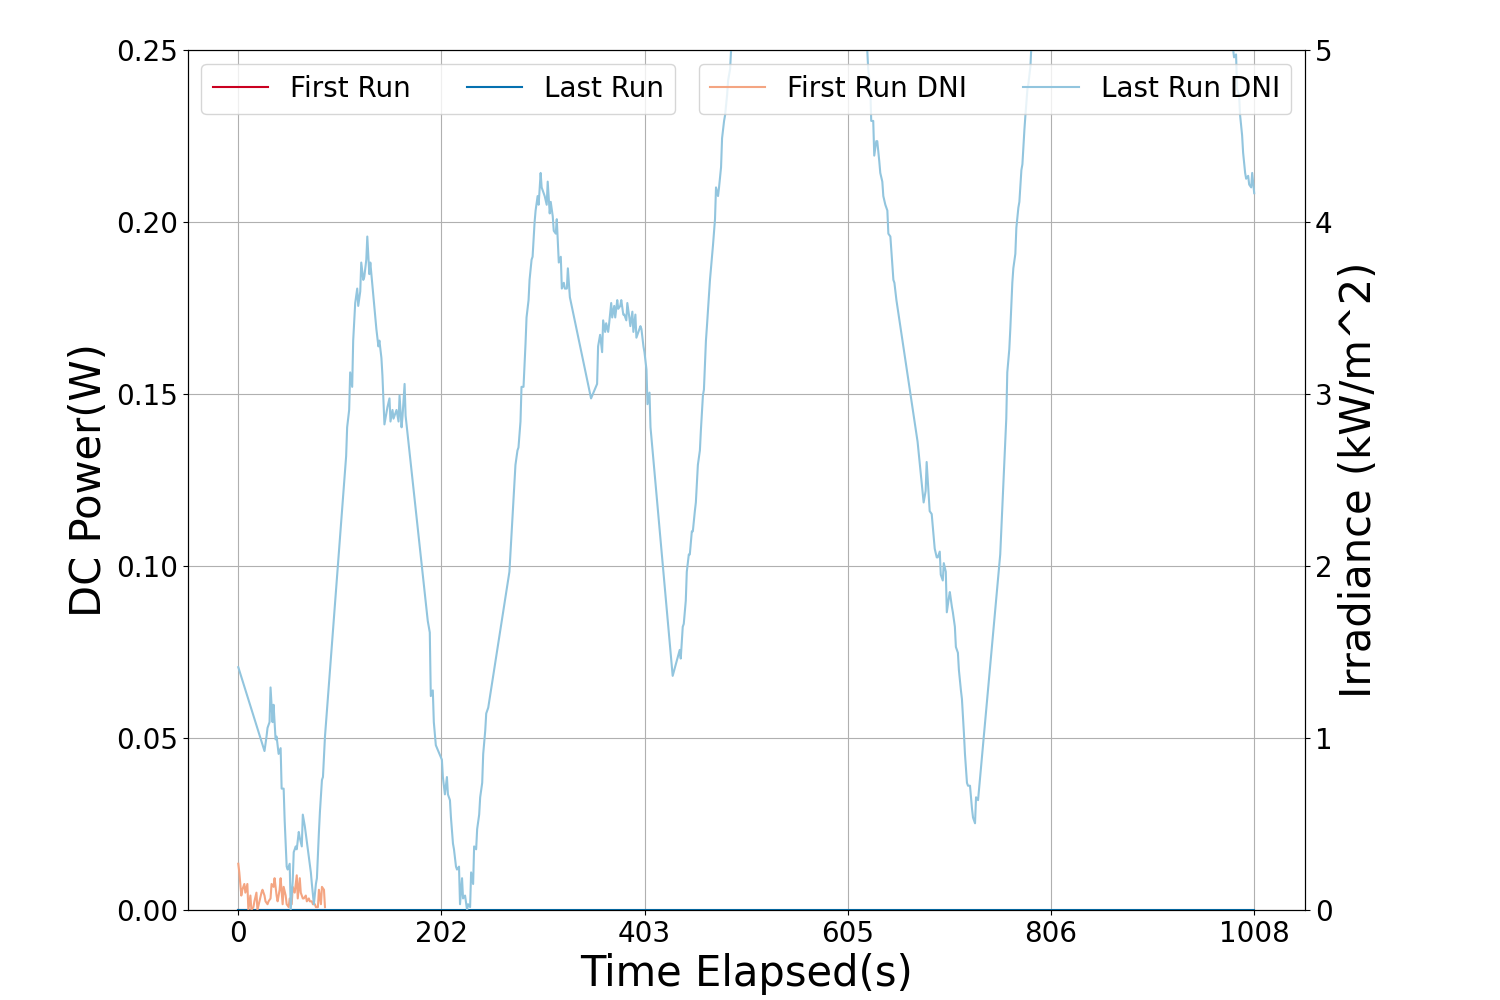 First Run
Last Run
First Run DNI
Last Run DNI
DC Power(W)
0.25
0.20
0.15
0.10
0.05
0.00
Irradiance (kW/m^2)
5
4
3
2
1
0
0
202
403
605
806
1008
Time Elapsed(s)